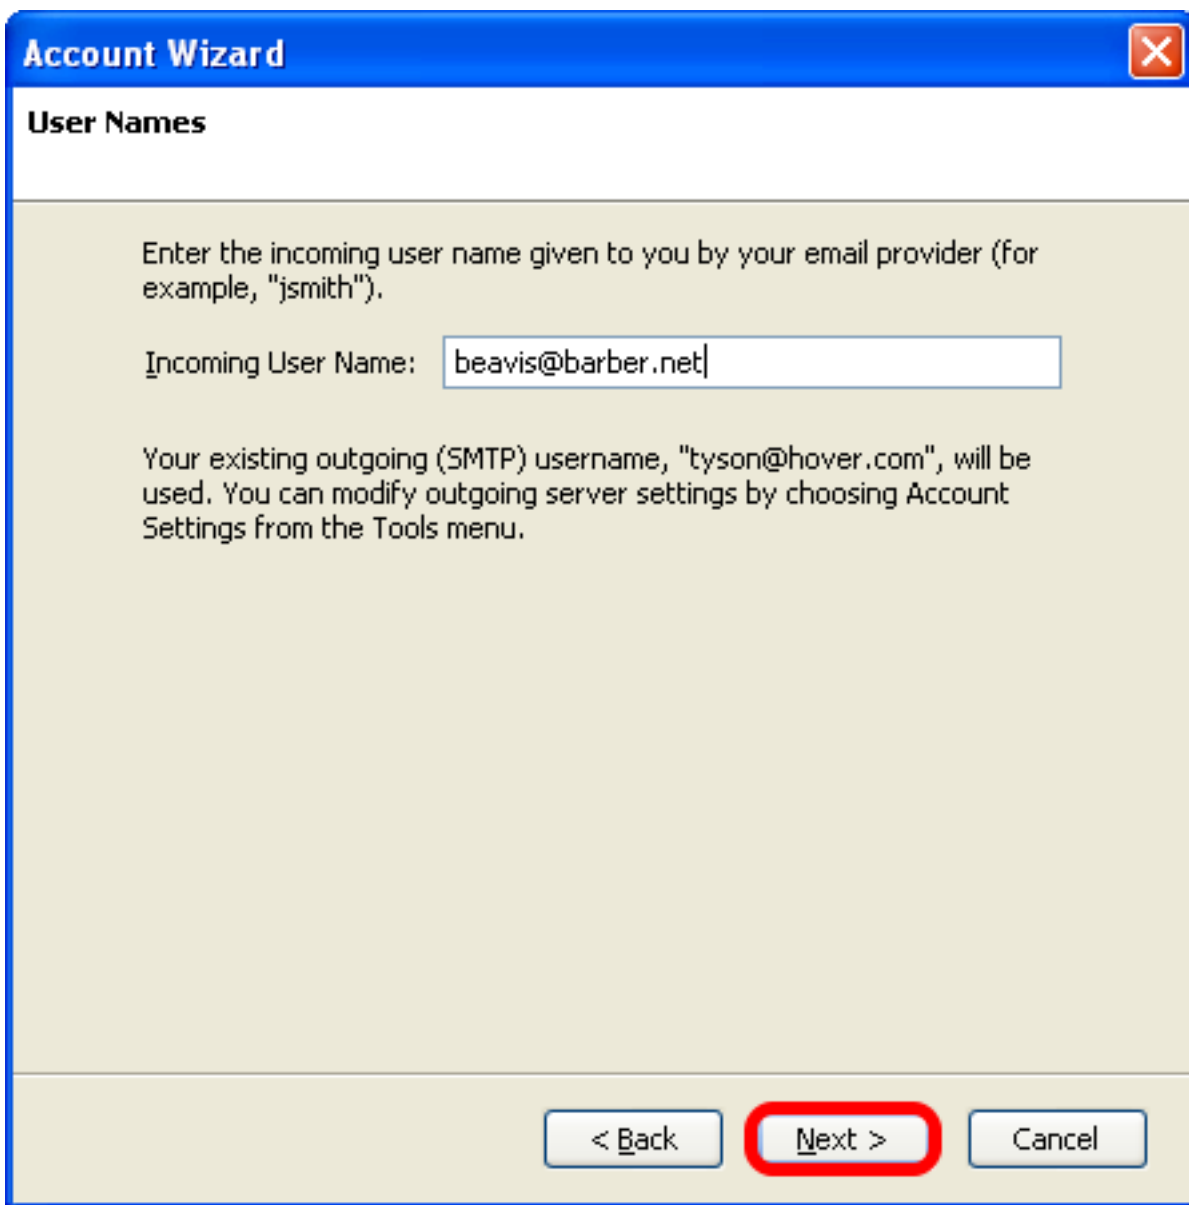 Account Wizard
User Names
Enter the incoming user name given to you by your email provider (for
example, "jsmith").
Incoming User Name: beavis@barber.net
Your existing outgoing (SMTP) username, "tyson@hover.com", will be
used. You can modify outgoing server settings by choosing Account
Settings from the Tools menu.
< Back Next > Cancel